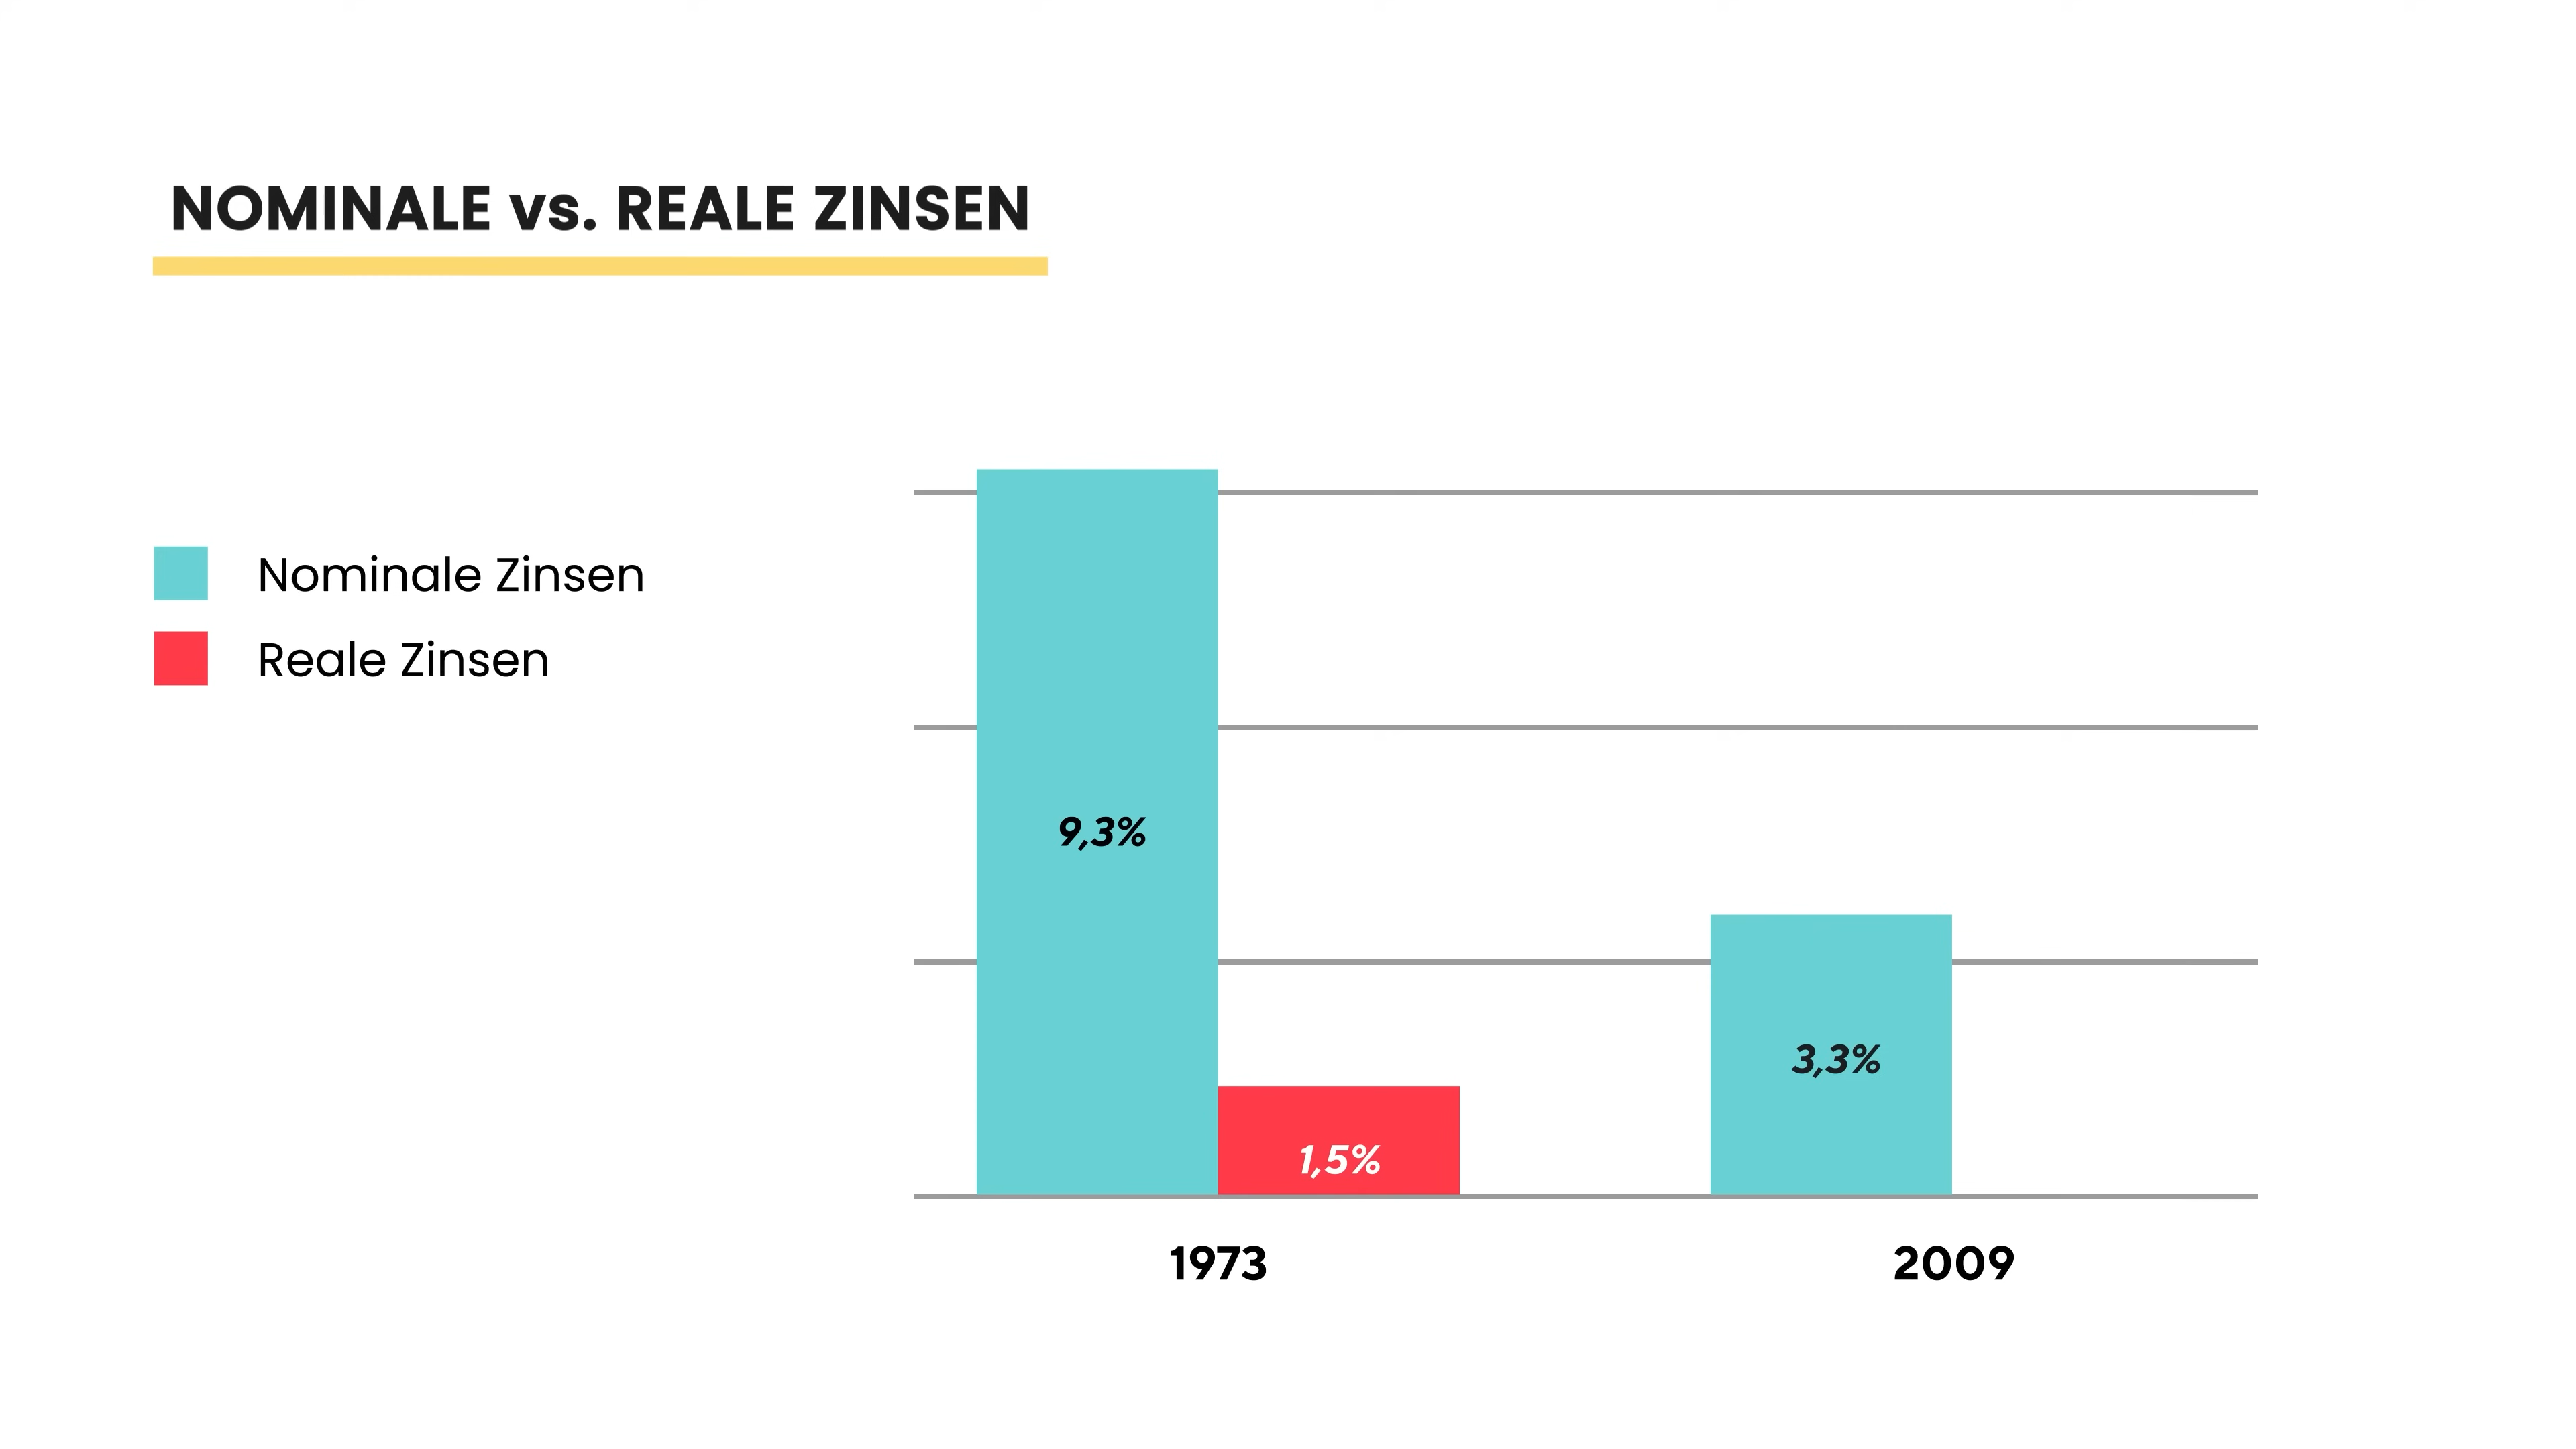 NOMINALE vs. REALE ZINSEN
Nominale Zinsen
Reale Zinsen
9,3%
1,5%
3,3%
1973
2009